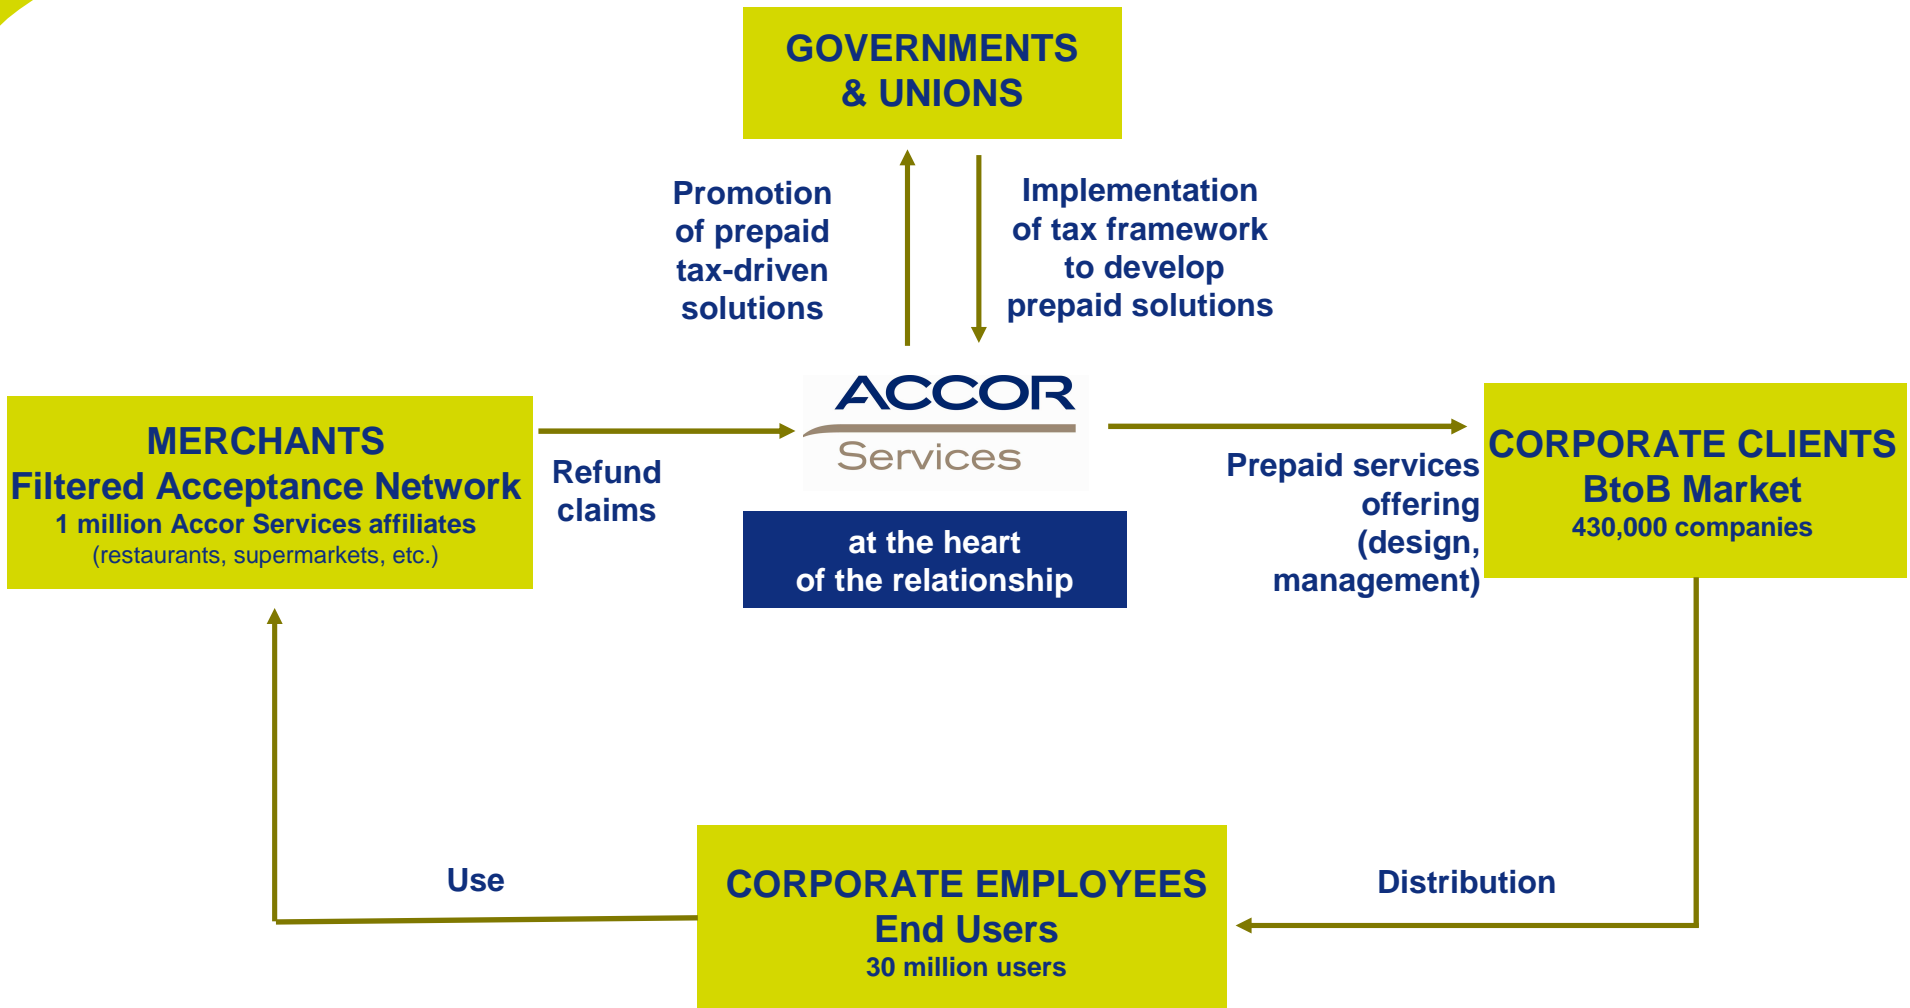 GOVERNMENTS
& UNIONS
Promotion
of prepaid
tax-driven
solutions
Implementation
of tax framework
to develop
prepaid solutions
MERCHANTS
Filtered Acceptance Network
1 million Accor Services affiliates
(restaurants, supermarkets, etc.)
Refund
claims
ACCOR
Services
at the heart
of the relationship
Prepaid services
offering
(design,
management)
CORPORATE CLIENTS
BtoB Market
430,000 companies
Use
CORPORATE EMPLOYEES
End Users
30 million users
Distribution